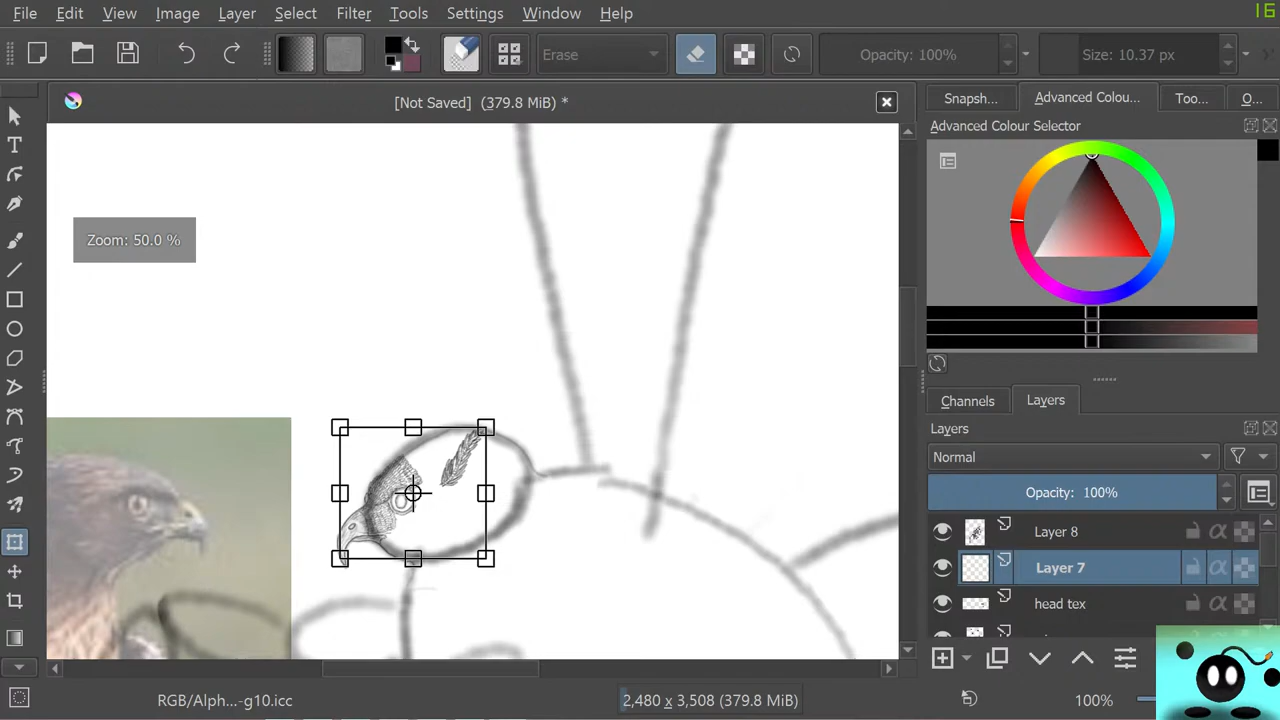 16
File Edit View Image Layer Select Filter Tools Settings Window Help
Erase Opacity: 100% Size: 10.37 px
[Not Saved] (379.8 MiB) *
Snapsh... Advanced Colou... Too... O...
Advanced Colour Selector
Zoom: 50.0 %
Channels Layers
Layers
Normal
Opacity: 100%
Layer 8
Layer 7
head tex
RGB/Alph...-g10.icc 2,480 x 3,508 (379.8 MiB) 100%